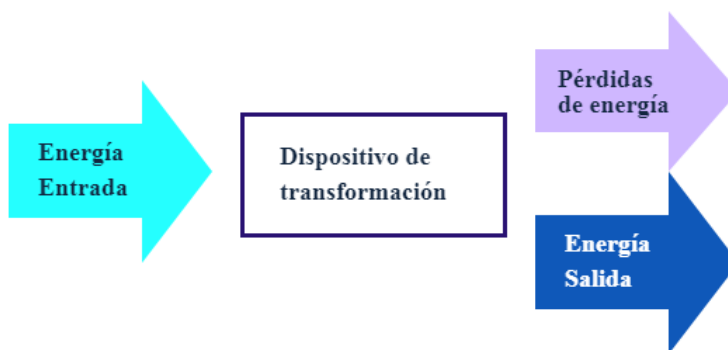 Energía
Entrada
Dispositivo de
transformación
Pérdidas
de energía
Energía
Salida